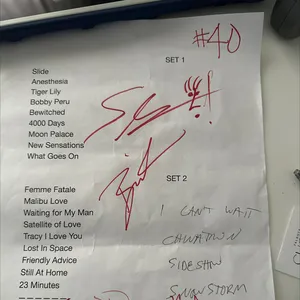 #40
SET 1
Slide
Anesthesia
Tiger Lily
Bobby Peru
Bewitched
4000 Days
Moon Palace
New Sensations
What Goes On
SET 2
Femme Fatale
Malibu Love
Waiting for My Man
Satellite of Love
Tracy I Love You
Lost In Space
Friendly Advice
Still At Home
23 Minutes
I CAN'T WAIT
CHINATOWN
SIDESHOW
SNOWSTORM